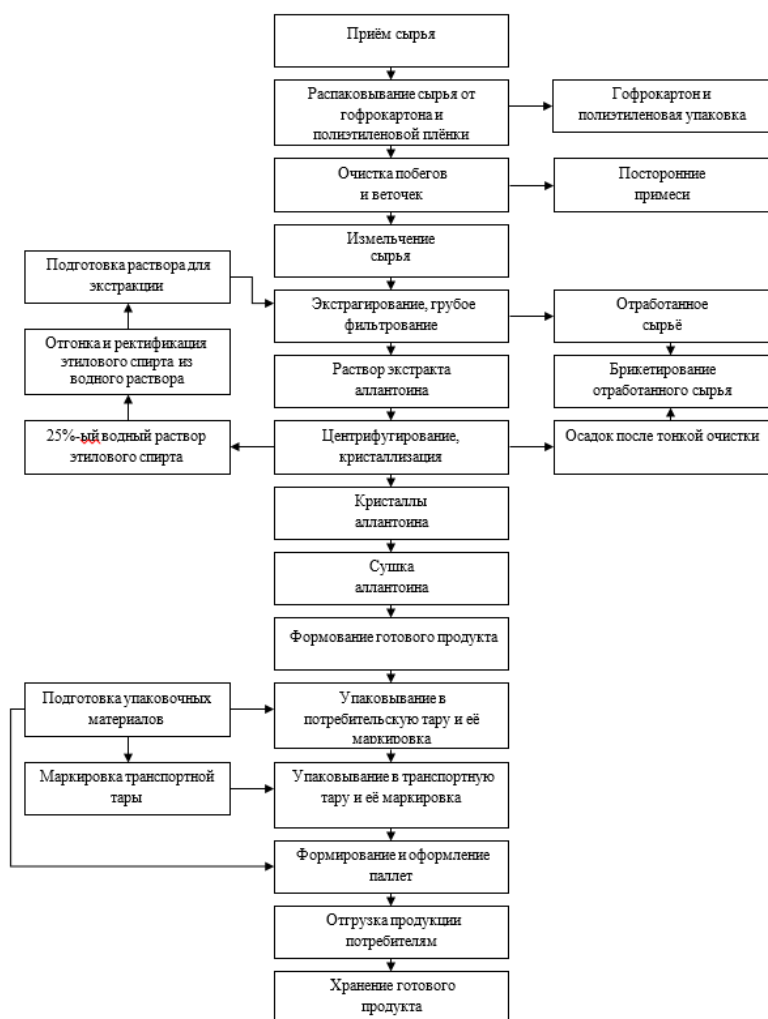 Приём сырья
Распаковывание сырья от
гофрокартона и
полиэтиленовой плёнки
Гофрокартон и
полиэтиленовая упаковка
Очистка побегов
и веточек
Посторонние
примеси
Измельчение
сырья
Подготовка раствора для
экстракции
Экстрагирование, грубое
фильтрование
Отработанное
сырьё
Отгонка и ректификация
этилового спирта из
водного раствора
Раствор экстракта
аллантоина
Брикетирование
отработанного сырья
25%-ый водный раствор
этилового спирта
Центрифугирование,
кристаллизация
Осадок после тонкой очистки
Кристаллы
аллантоина
Сушка
аллантоина
Формование готового продукта
Подготовка упаковочных
материалов
Упаковывание в
потребительскую тару и её
маркировка
Маркировка транспортной
тары
Упаковывание в транспортную
тару и её маркировка
Формирование и оформление
паллет
Отгрузка продукции
потребителям
Хранение готового
продукта